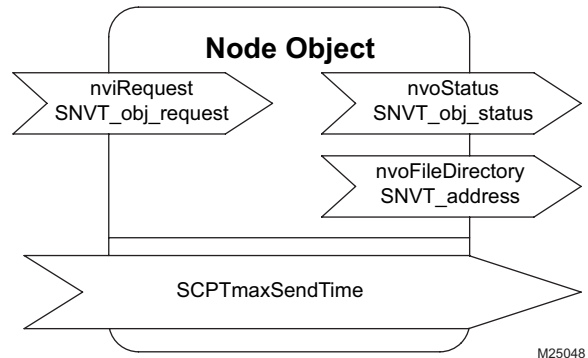 Node Object
nviRequest
SNVT_obj_request
nvoStatus
SNVT_obj_status
nvoFileDirectory
SNVT_address
SCPTmaxSendTime
M25048